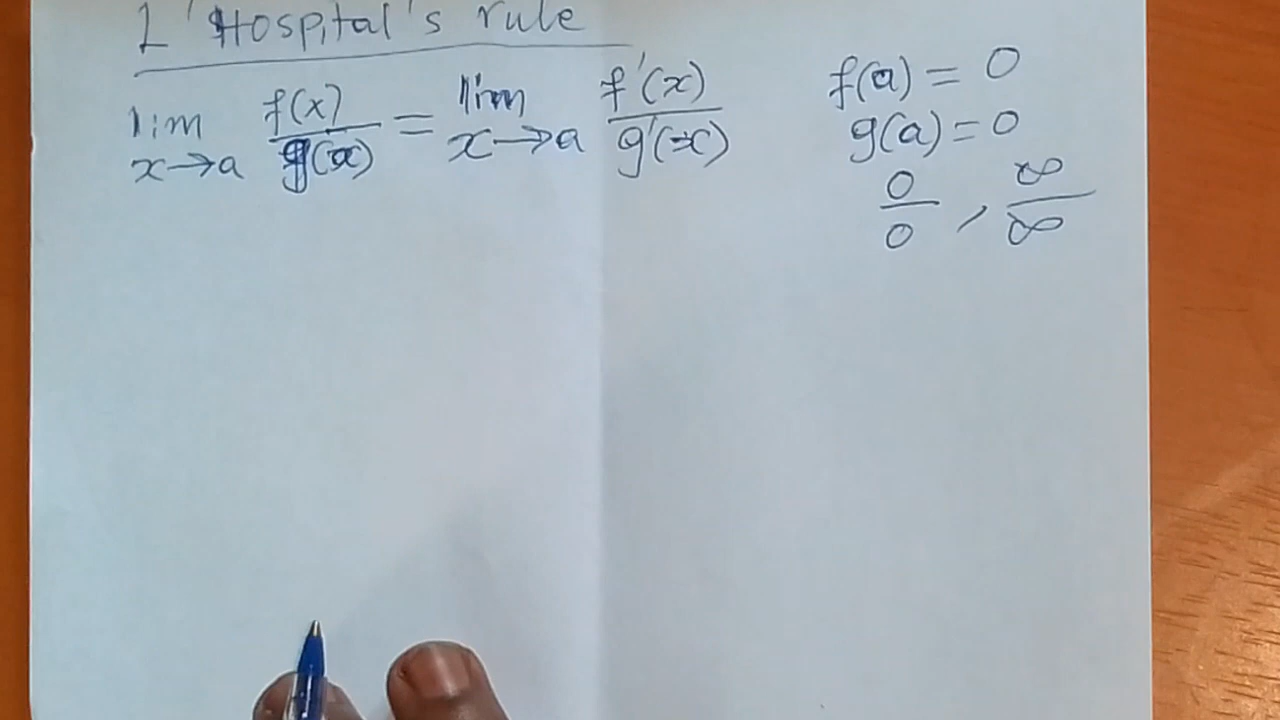 L'Hospital's rule
lim x→a f(x)/g(x) = lim x→a f'(x)/g'(x)
f(a) = 0
g(a) = 0
0/0 , ∞/∞